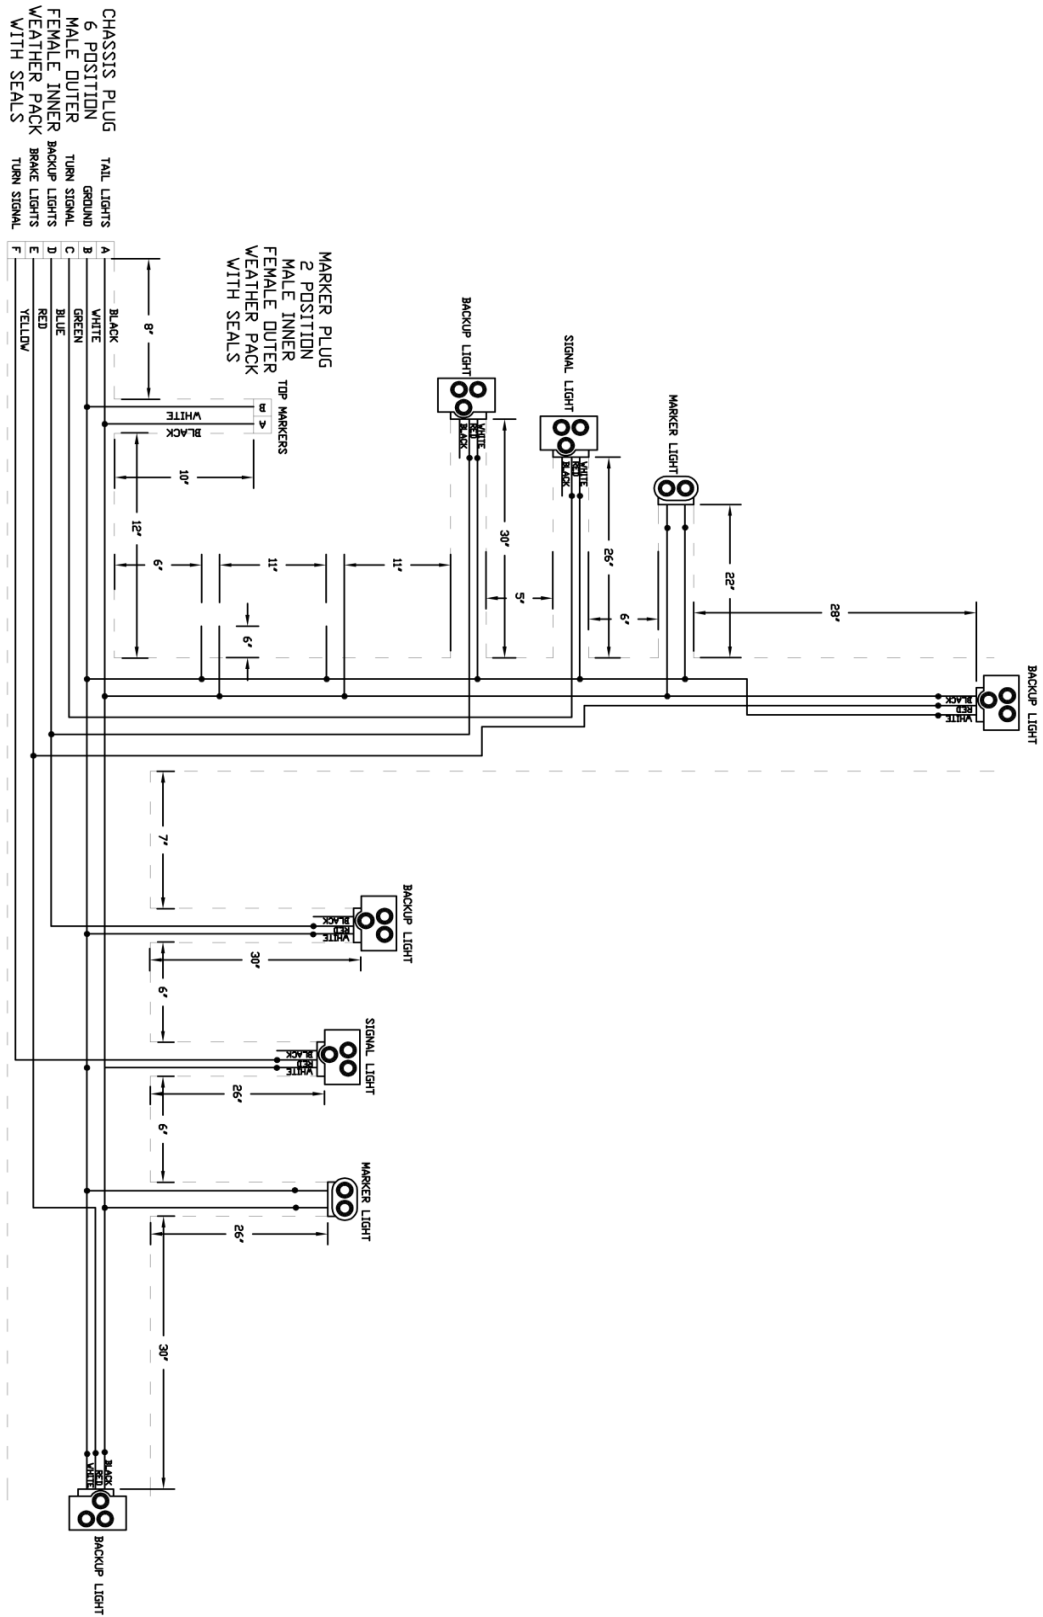 CHASSIS PLUG
6 POSITION
MALE OUTER
FEMALE INNER
WEATHER PACK
WITH SEALS
TAIL LIGHTS
GROUND
TURN SIGNAL
BACKUP LIGHTS
BRAKE LIGHTS
TURN SIGNAL
A
B
C
D
E
F
BLACK
WHITE
GREEN
BLUE
RED
YELLOW
8"
MARKER PLUG
2 POSITION
MALE INNER
FEMALE OUTER
WEATHER PACK
WITH SEALS
TOP MARKERS
B
A
WHITE
BLACK
10"
12"
6"
11"
11"
6"
BACKUP LIGHT
WHITE
RED
BLACK
30"
5"
SIGNAL LIGHT
WHITE
RED
BLACK
26"
6"
MARKER LIGHT
22"
28"
BACKUP LIGHT
BLACK
RED
WHITE
7"
BACKUP LIGHT
BLACK
RED
WHITE
30"
6"
SIGNAL LIGHT
BLACK
RED
WHITE
26"
6"
MARKER LIGHT
26"
30"
BLACK
RED
WHITE
BACKUP LIGHT